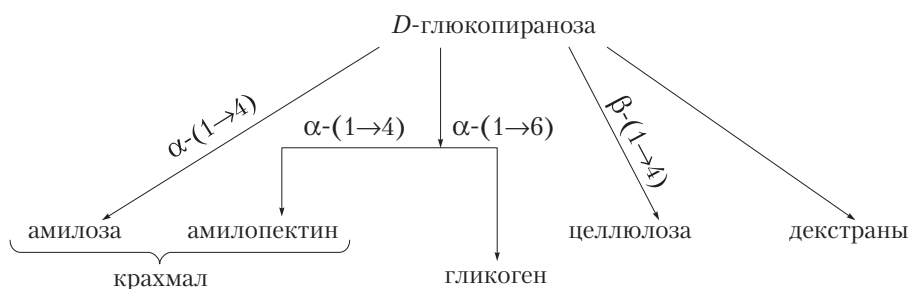 D-глюкопираноза
α-(1→4)
α-(1→4)
α-(1→6)
β-(1→4)
амилоза
амилопектин
целлюлоза
декстраны
крахмал
гликоген